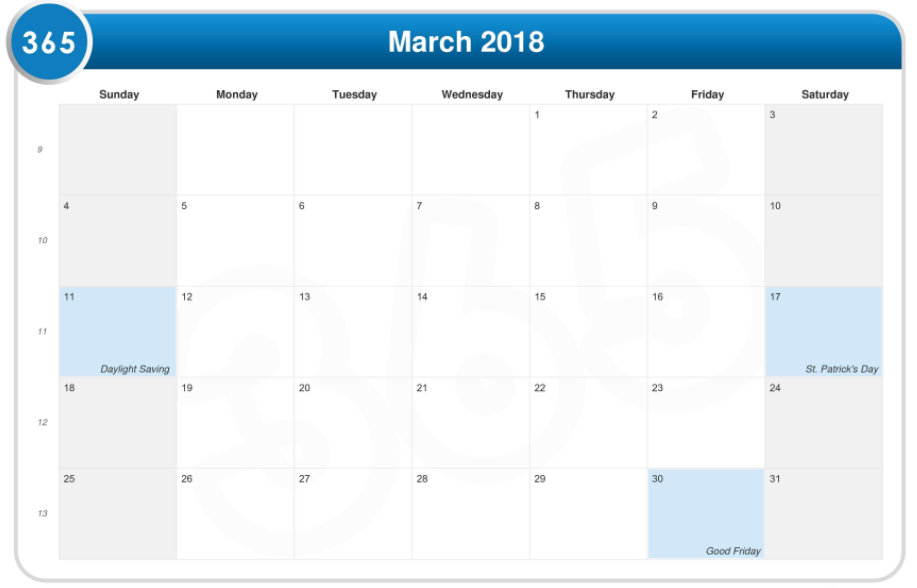 365
March 2018
Sunday Monday Tuesday Wednesday Thursday Friday Saturday
1 2 3
9
4 5 6 7 8 9 10
10
11 12 13 14 15 16 17
11
Daylight Saving St. Patrick's Day
18 19 20 21 22 23 24
12
25 26 27 28 29 30 31
13
Good Friday
365